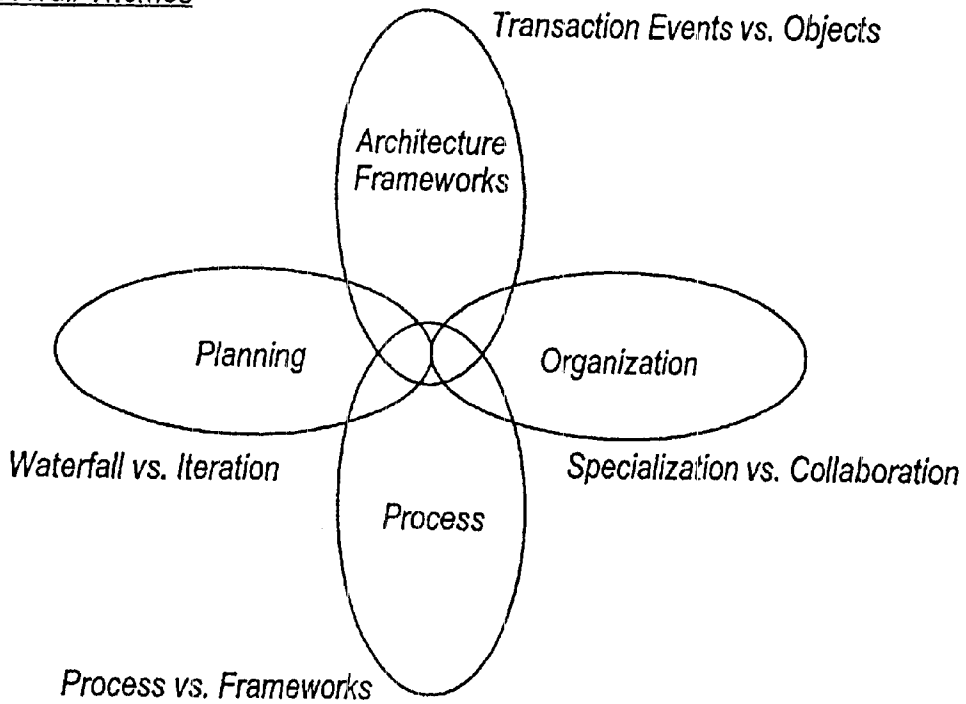 Transaction Events vs. Objects
Architecture
Frameworks
Planning
Organization
Waterfall vs. Iteration
Specialization vs. Collaboration
Process
Process vs. Frameworks